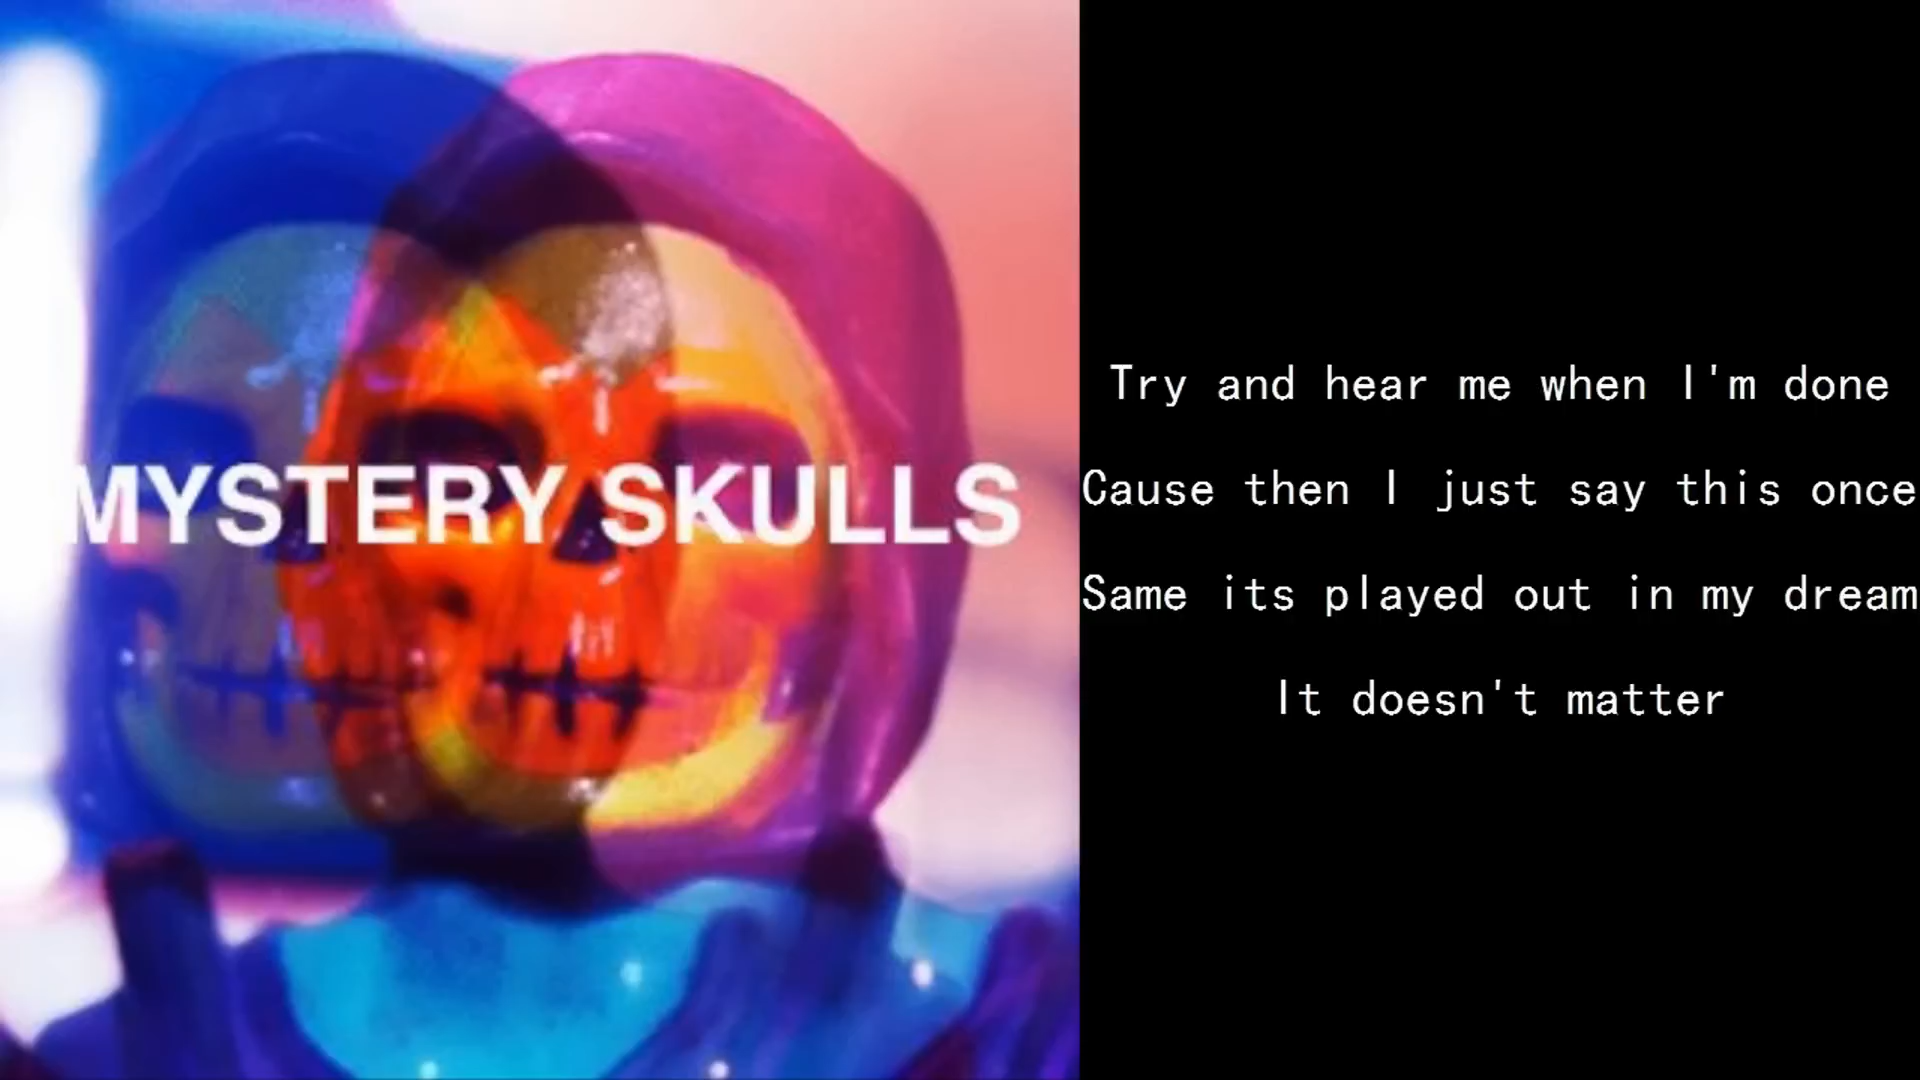 MYSTERY SKULLS
Try and hear me when I'm done
Cause then I just say this once
Same its played out in my dream
It doesn't matter